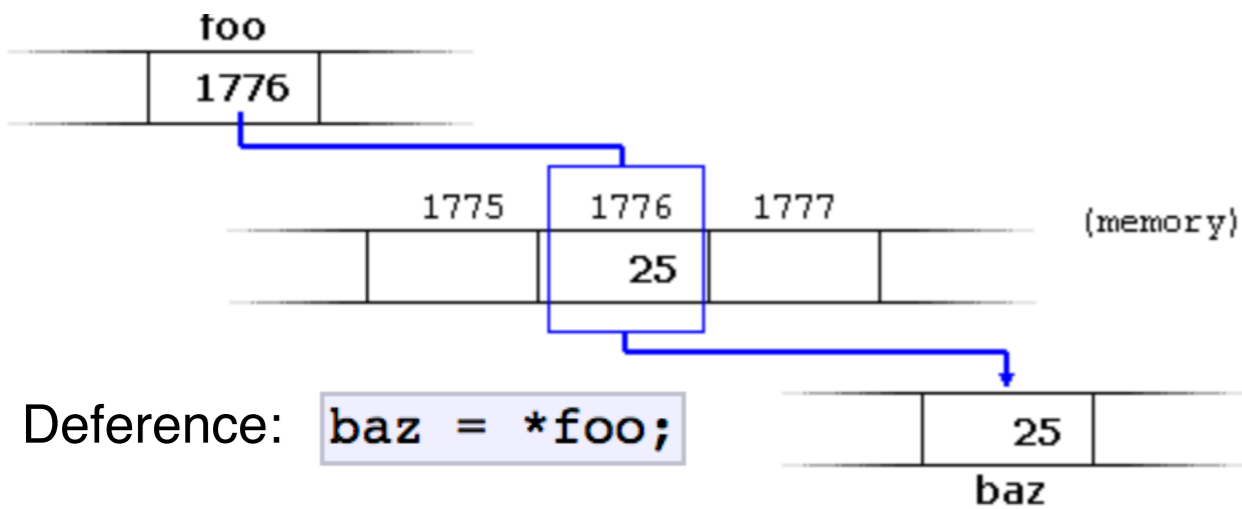 foo
1776
1775 1776 1777
(memory)
25
Deference: baz = *foo;
25
baz